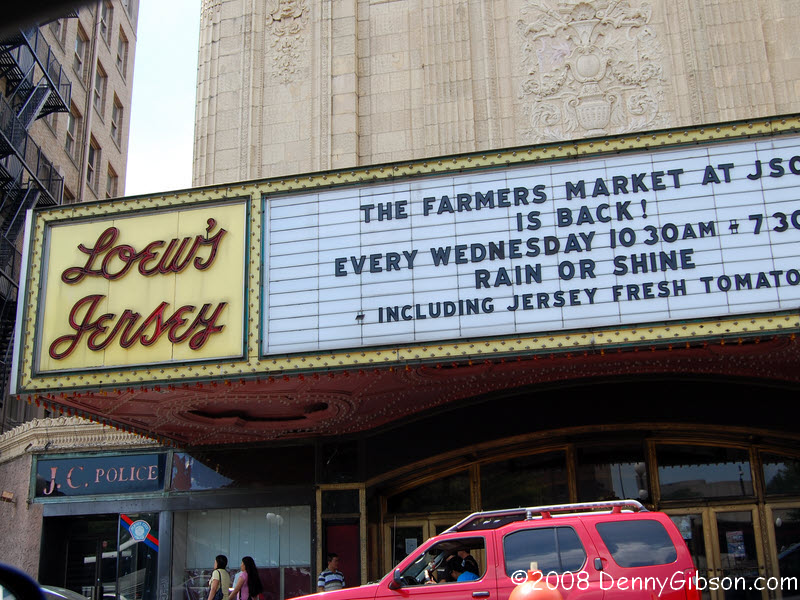 Loew's
Jersey
THE FARMERS MARKET AT JSQ
IS BACK!
EVERY WEDNESDAY 10 30AM - 7 30
RAIN OR SHINE
- INCLUDING JERSEY FRESH TOMATO
J.C. POLICE
©2008 DennyGibson.com